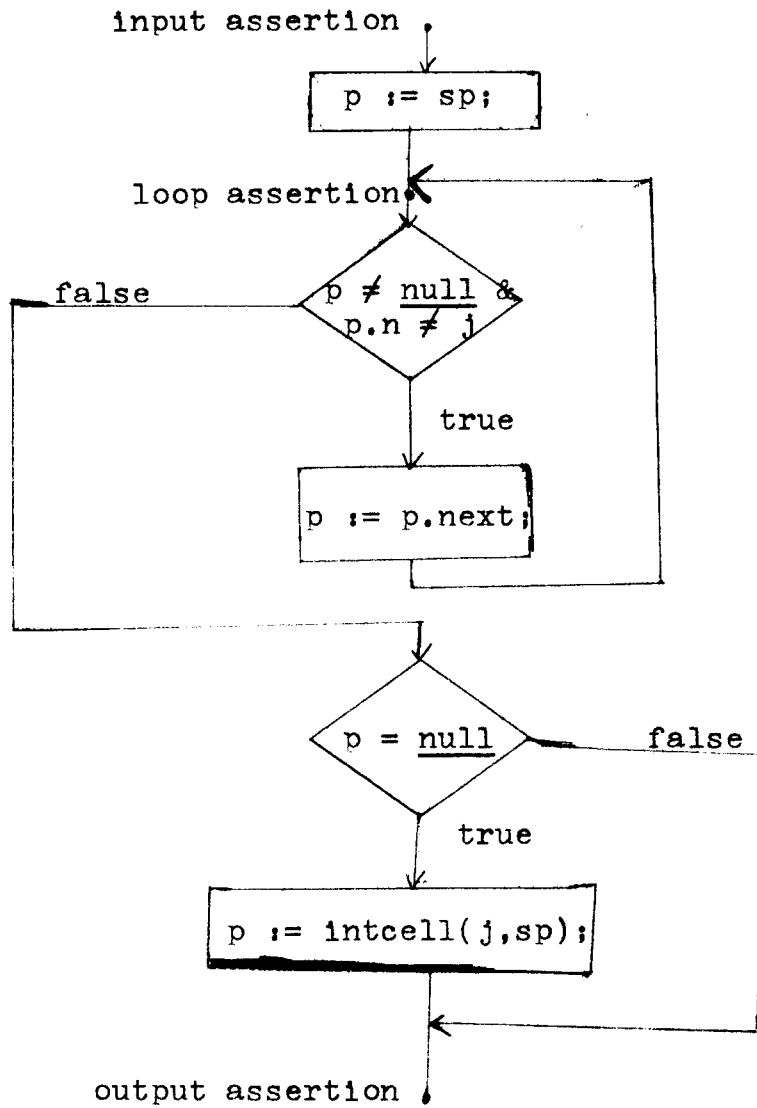 input assertion
p := sp;
loop assertion
false
p ≠ null &
p.n ≠ j
true
p := p.next;
p = null
false
true
p := intcell(j,sp);
output assertion